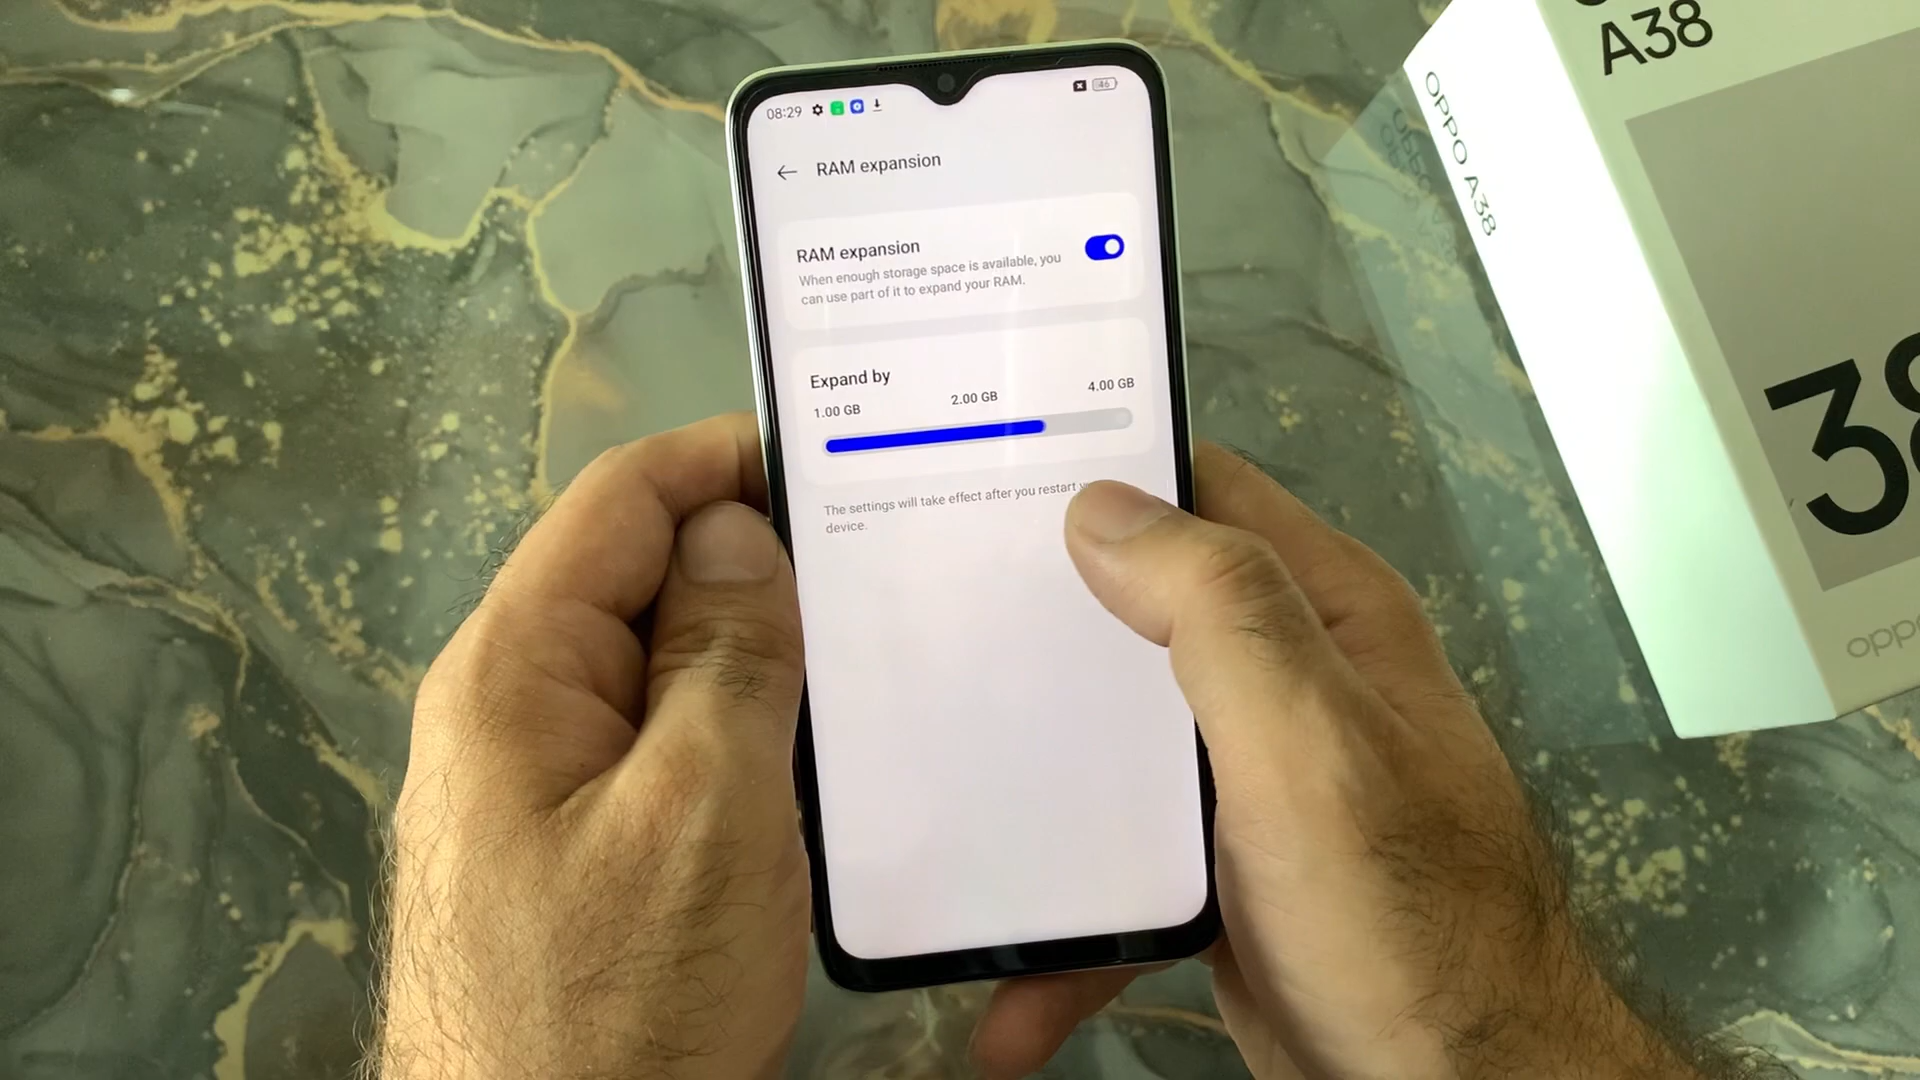 08:29
46
RAM expansion
RAM expansion
When enough storage space is available, you
can use part of it to expand your RAM.
Expand by
1.00 GB
2.00 GB
4.00 GB
The settings will take effect after you restart
device.
A38
OPPO A38
38
oppo